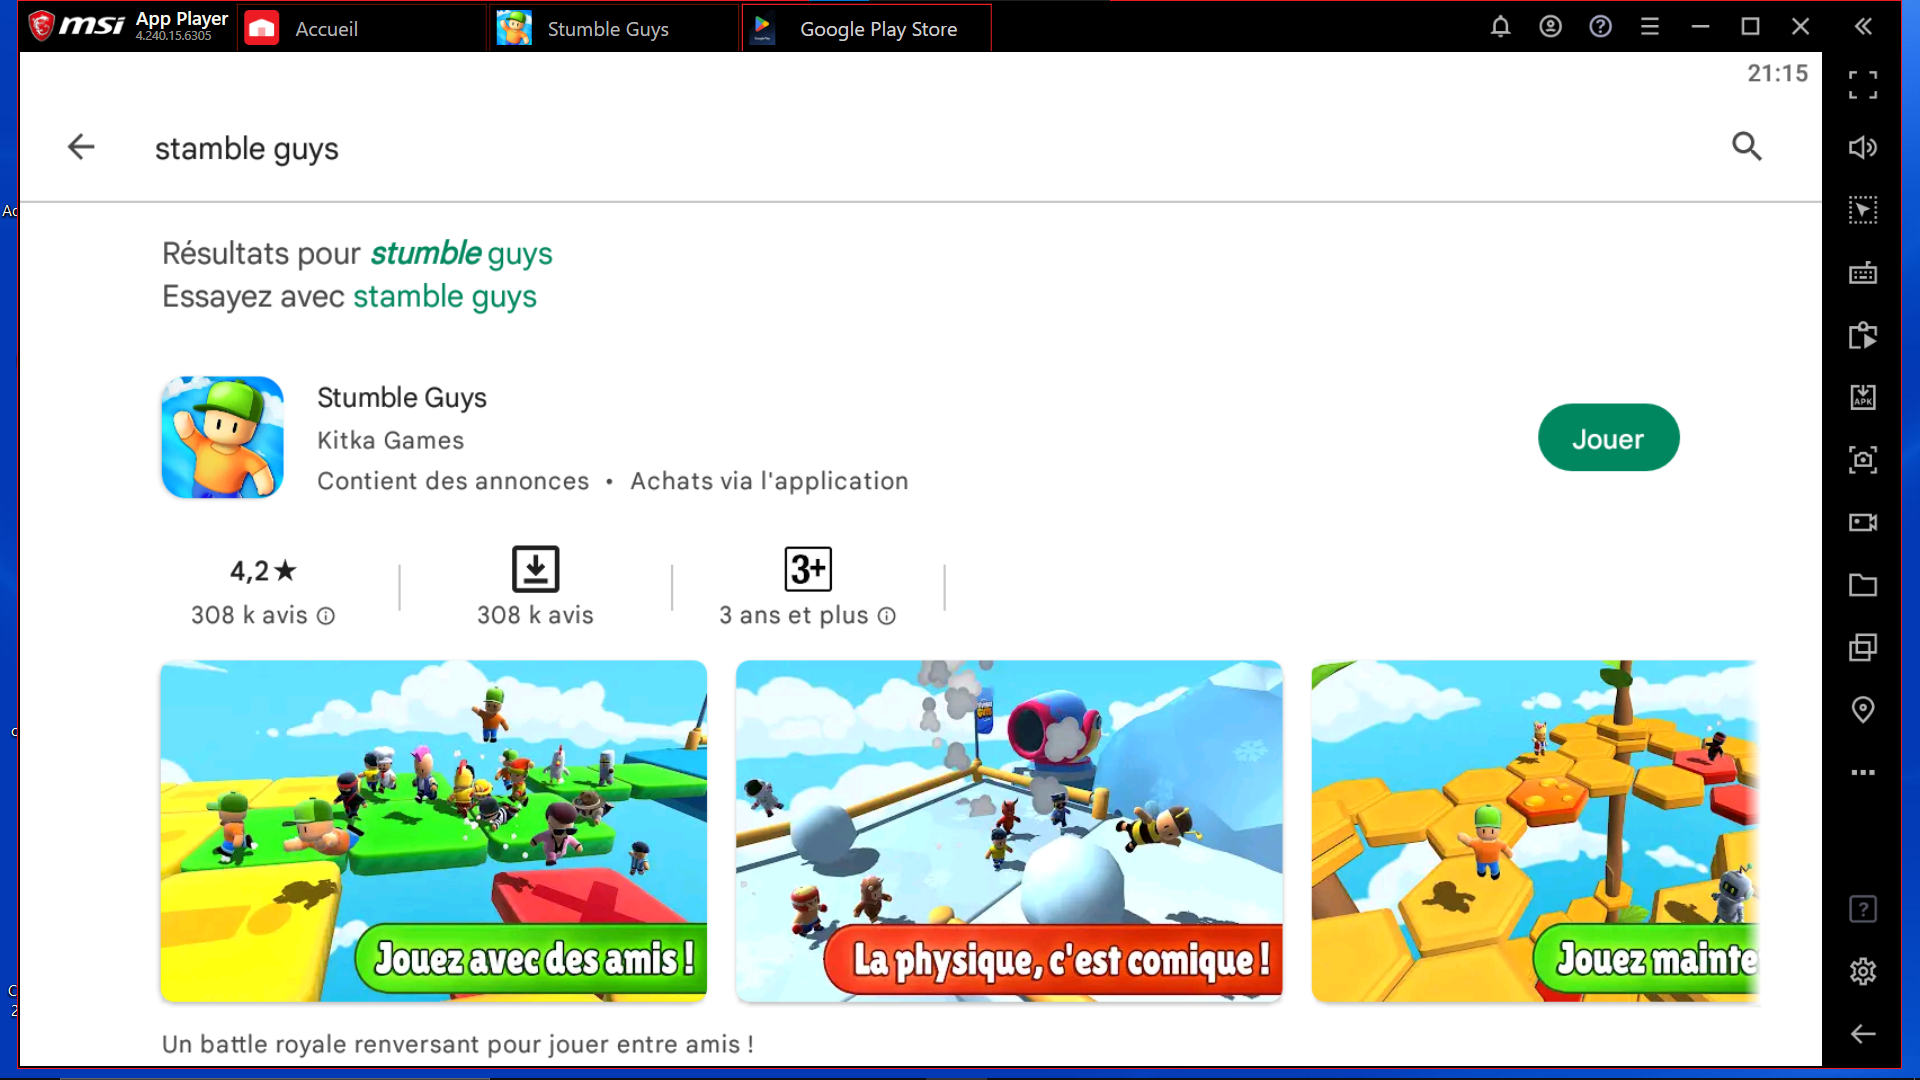 msi App Player
4.240.15.6305
Accueil
Stumble Guys
Google Play Store
21:15
stamble guys
Résultats pour stumble guys
Essayez avec stamble guys
Stumble Guys
Kitka Games
Contient des annonces • Achats via l'application
Jouer
4,2★
308 k avis
308 k avis
3+
3 ans et plus
APK
Jouez avec des amis !
La physique, c'est comique !
Jouez mainte
Un battle royale renversant pour jouer entre amis !